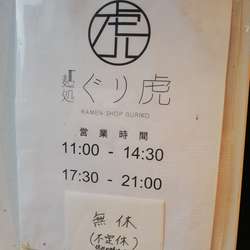 虎
麺処 ぐり虎
RAMEN SHOP GURIKO
営業時間
11:00 - 14:30
17:30 - 21:00
無休
(不定休)